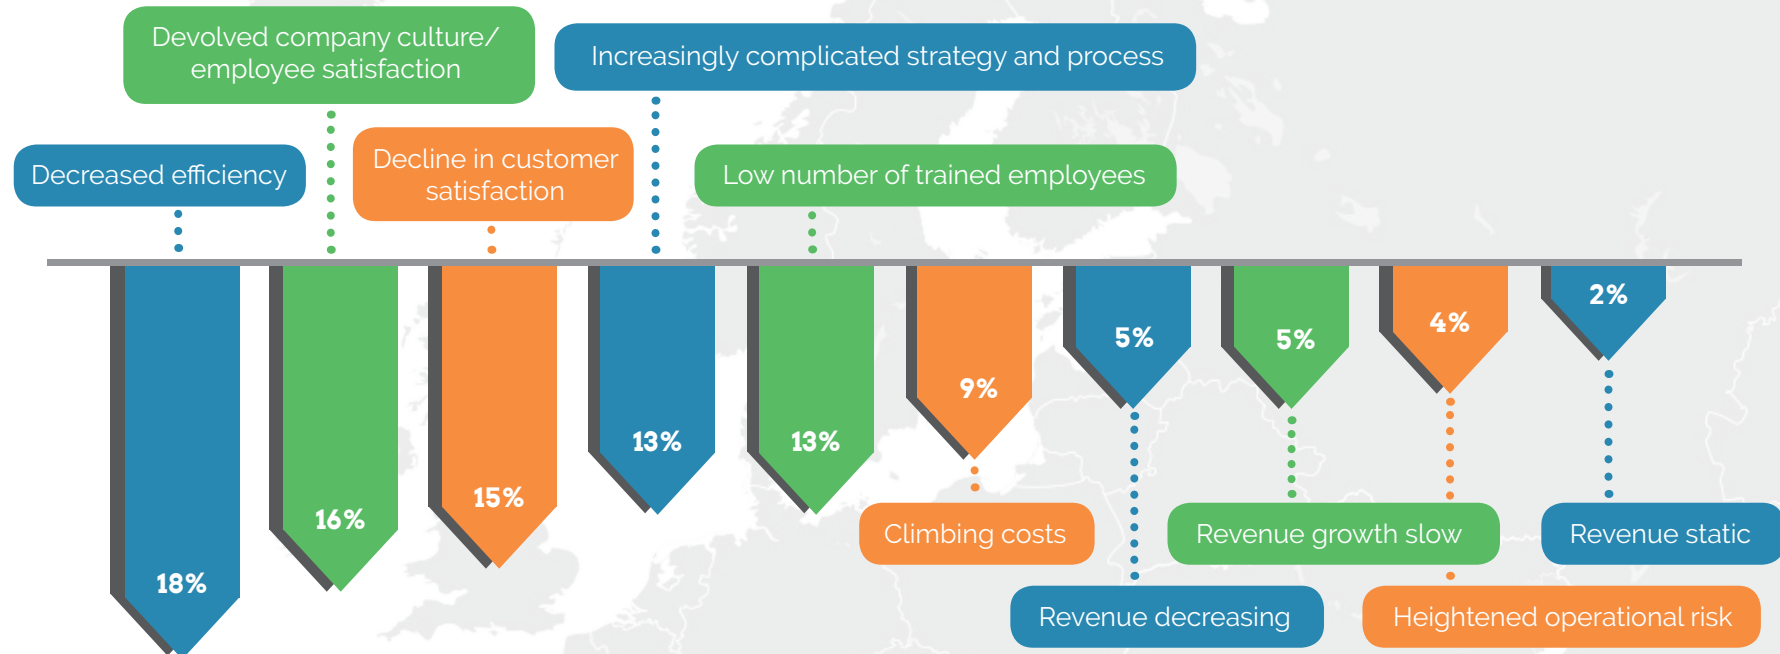 Devolved company culture/
employee satisfaction
Increasingly complicated strategy and process
Decreased efficiency
Decline in customer
satisfaction
Low number of trained employees
18%
16%
15%
13%
13%
9%
5%
5%
4%
2%
Climbing costs
Revenue growth slow
Revenue static
Revenue decreasing
Heightened operational risk